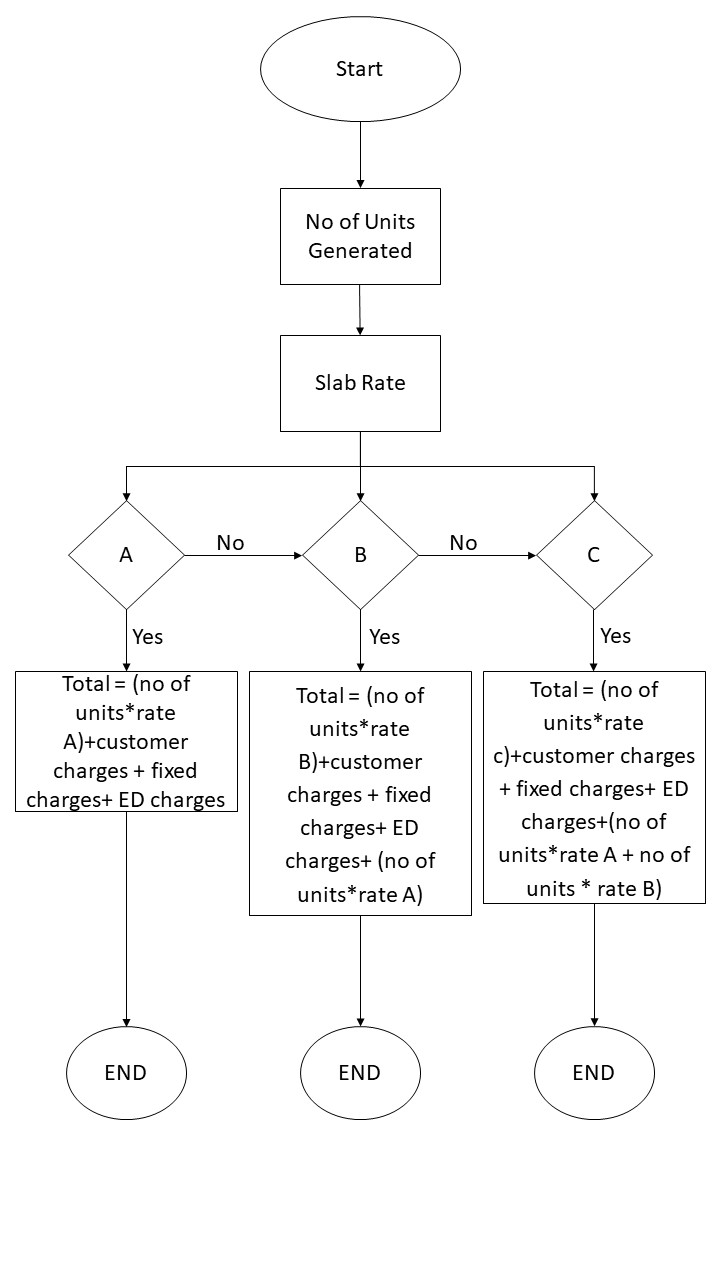 Start
No of Units
Generated
Slab Rate
A
No
B
No
C
Yes
Yes
Yes
Total = (no of
units*rate
A)+customer
charges + fixed
charges+ ED charges
Total = (no of
units*rate
B)+customer
charges + fixed
charges+ ED
charges+ (no of
units*rate A)
Total = (no of
units*rate
c)+customer charges
+ fixed charges+ ED
charges+(no of
units*rate A + no of
units * rate B)
END
END
END